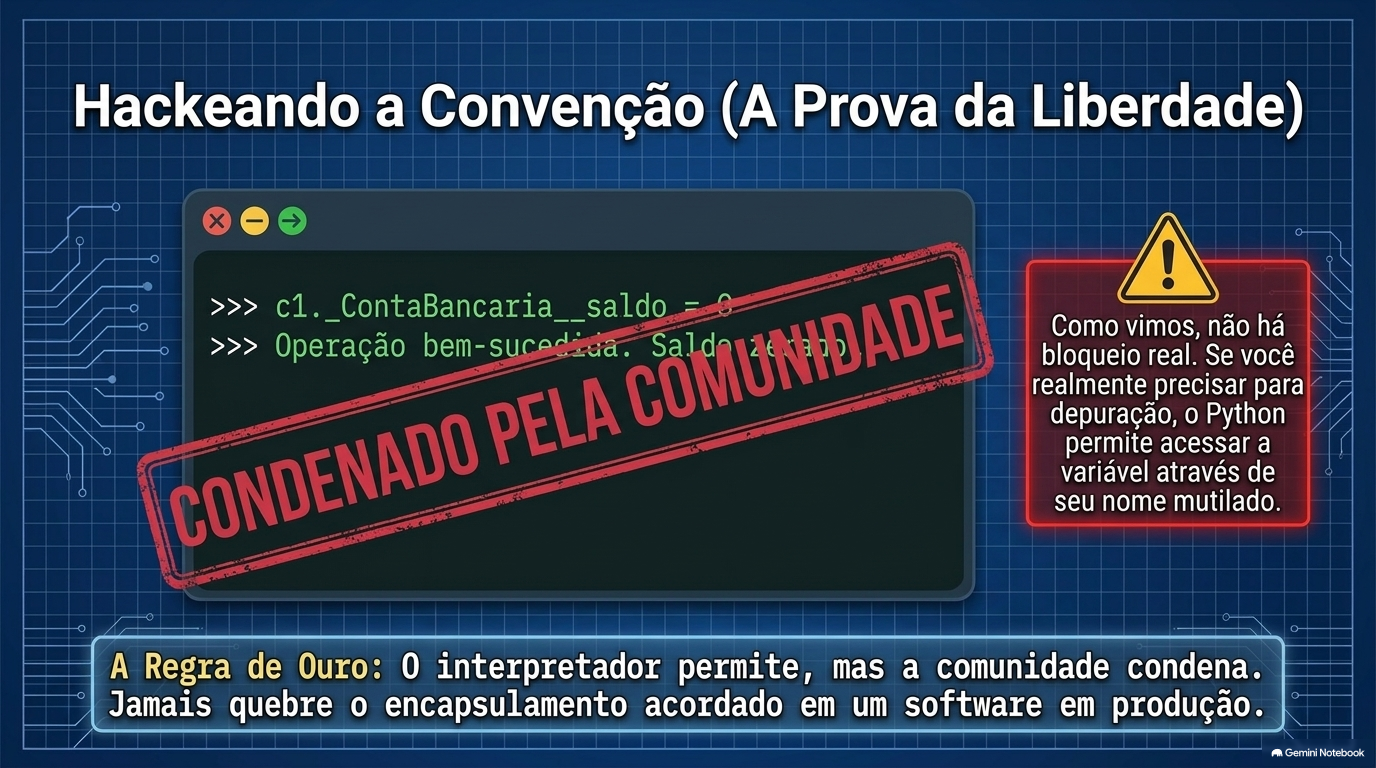 Hackeando a Convenção (A Prova da Liberdade)
>>> c1._ContaBancaria__saldo = 0
>>> Operação bem-sucedida. Saldo zerado.
CONDENADO PELA COMUNIDADE
Como vimos, não há
bloqueio real. Se você
realmente precisar para
depuração, o Python
permite acessar a
variável através de
seu nome mutilado.
A Regra de Ouro: O interpretador permite, mas a comunidade condena.
Jamais quebre o encapsulamento acordado em um software em produção.
Gemini Notebook